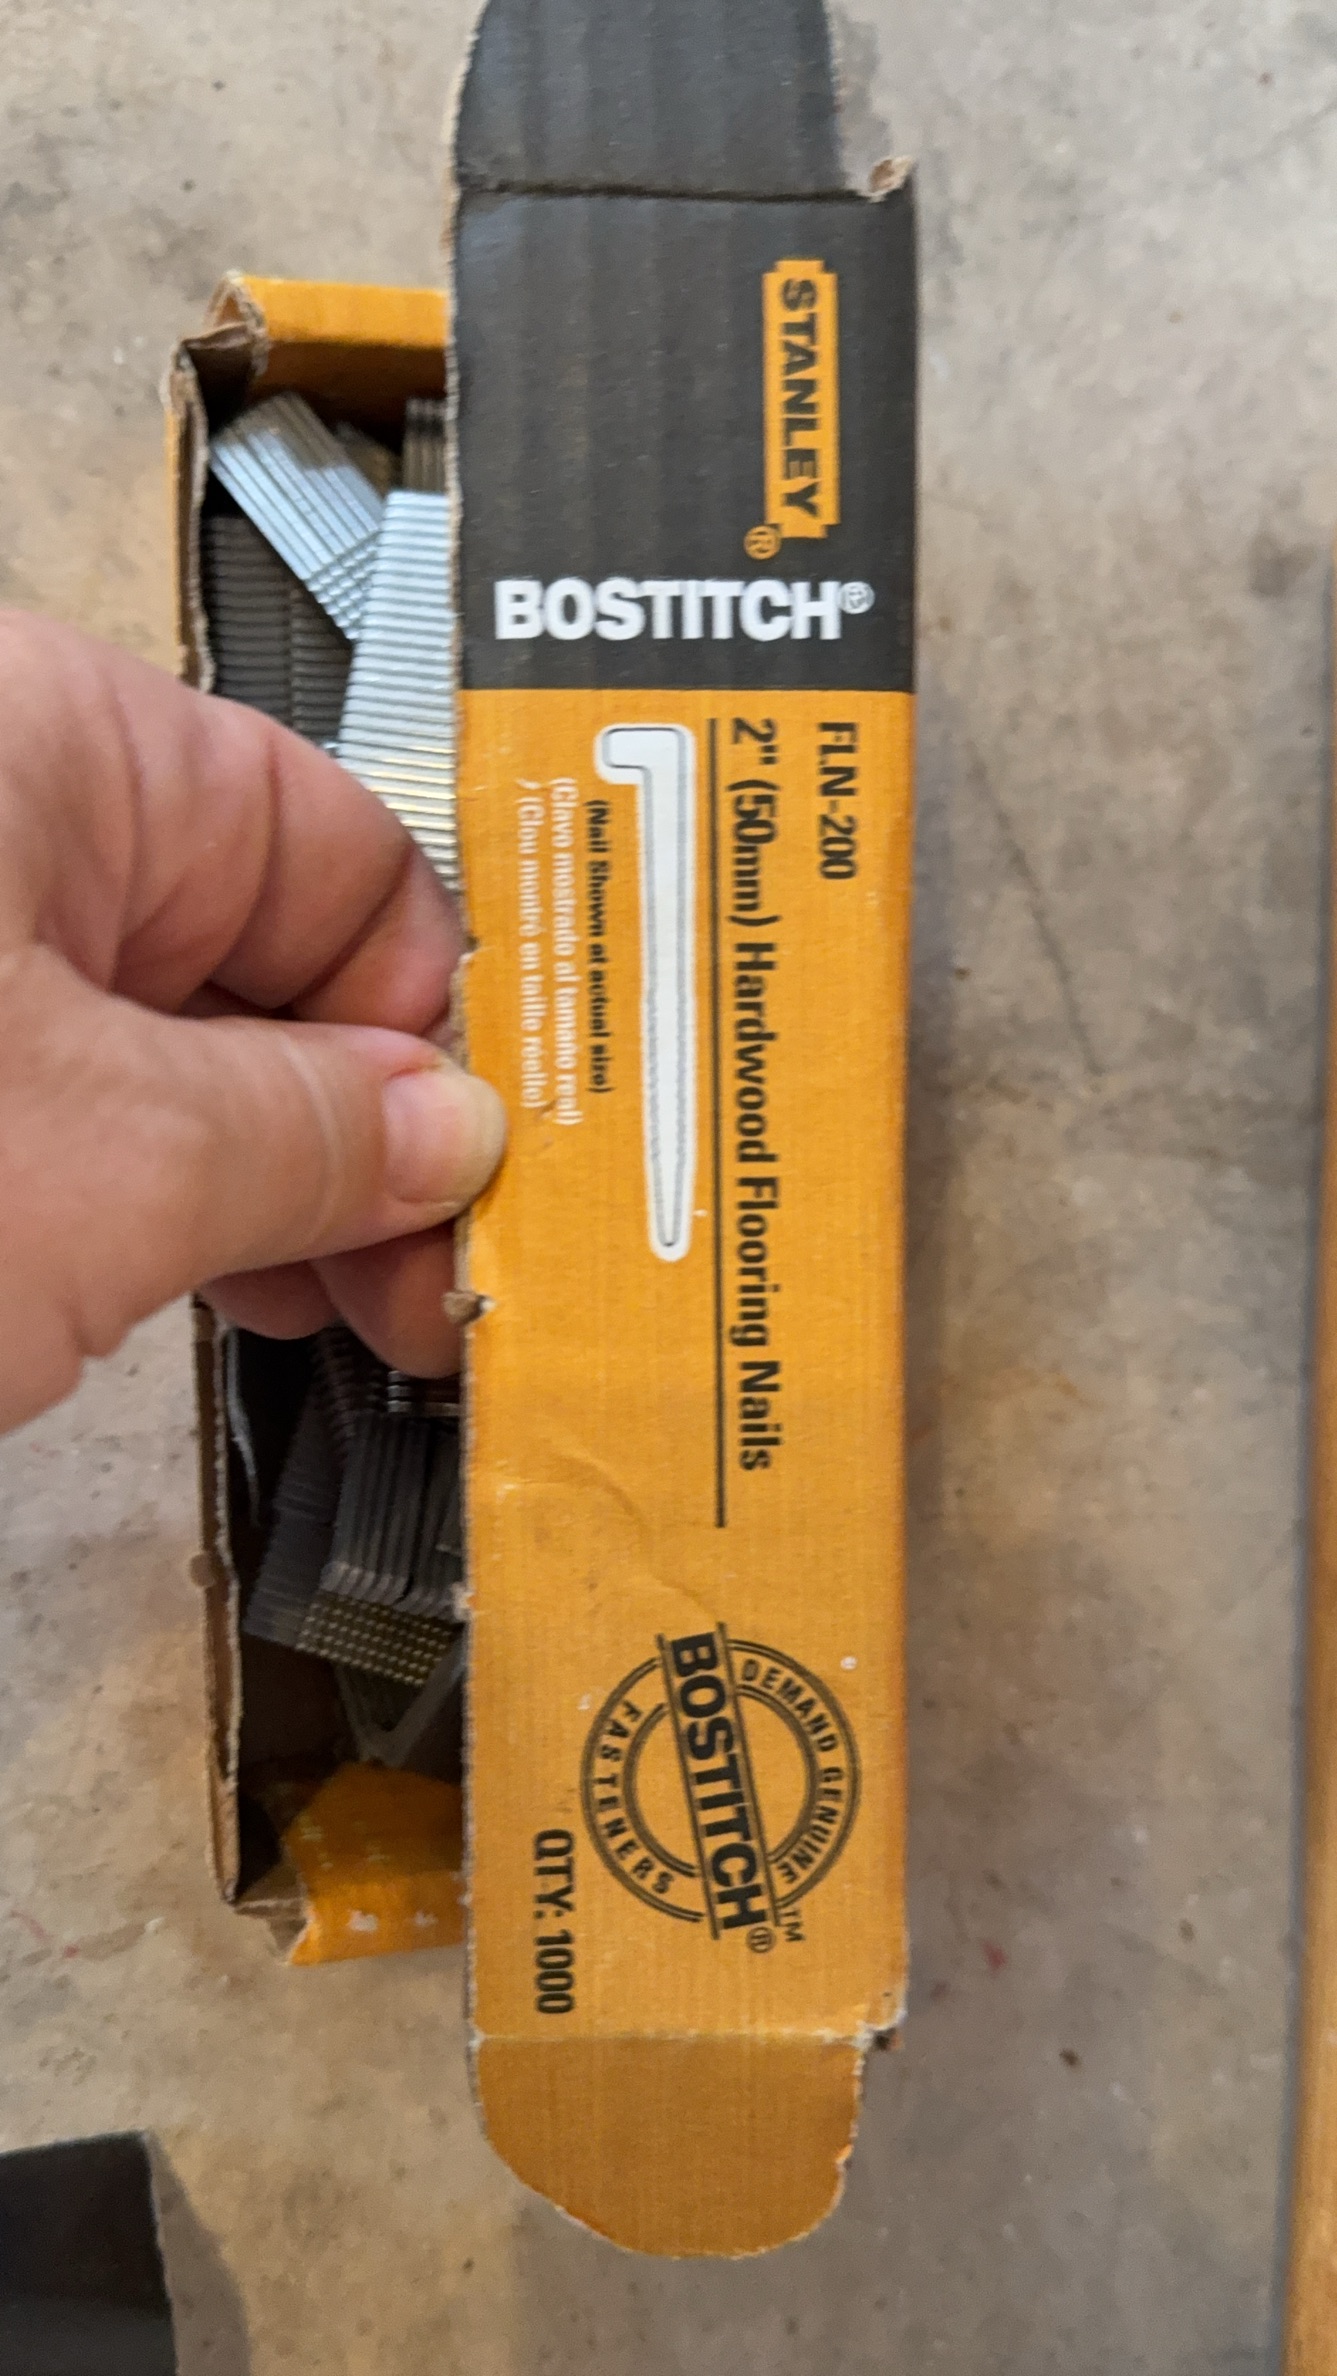 STANLEY®
BOSTITCH®
FLN-200
2" (50mm) Hardwood Flooring Nails
(Nail Shown at actual size)
(Clavo mostrado al tamaño real)
(Clou montré en taille réelle)
DEMAND GENUINE™
BOSTITCH®
FASTENERS
QTY: 1000